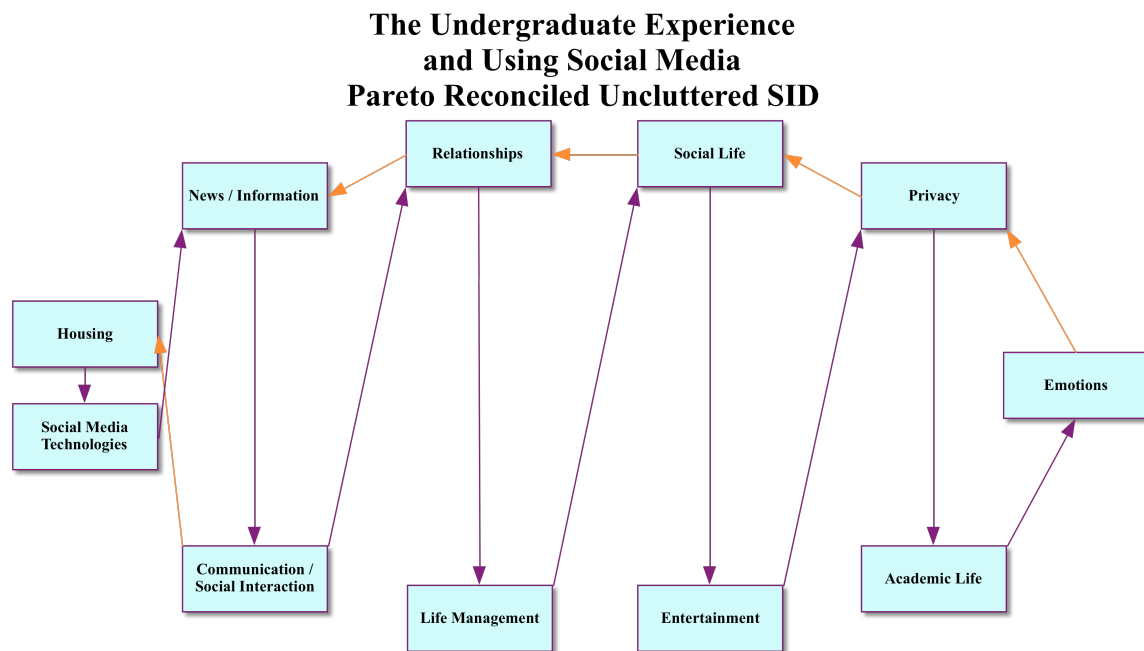 The Undergraduate Experience
and Using Social Media
Pareto Reconciled Uncluttered SID
Relationships
Social Life
News / Information
Privacy
Housing
Emotions
Social Media
Technologies
Communication /
Social Interaction
Academic Life
Life Management
Entertainment